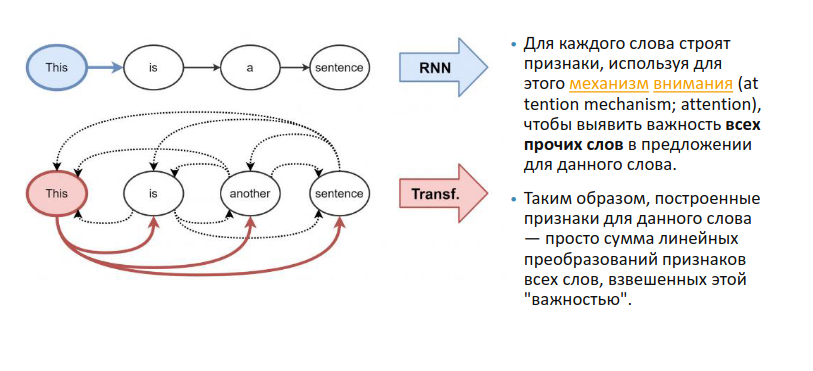 This
is
a
sentence
RNN
This
is
another
sentence
Transf.
• Для каждого слова строят
признаки, используя для
этого механизм внимания (at
tention mechanism; attention),
чтобы выявить важность всех
прочих слов в предложении
для данного слова.
• Таким образом, построенные
признаки для данного слова
— просто сумма линейных
преобразований признаков
всех слов, взвешенных этой
"важностью".